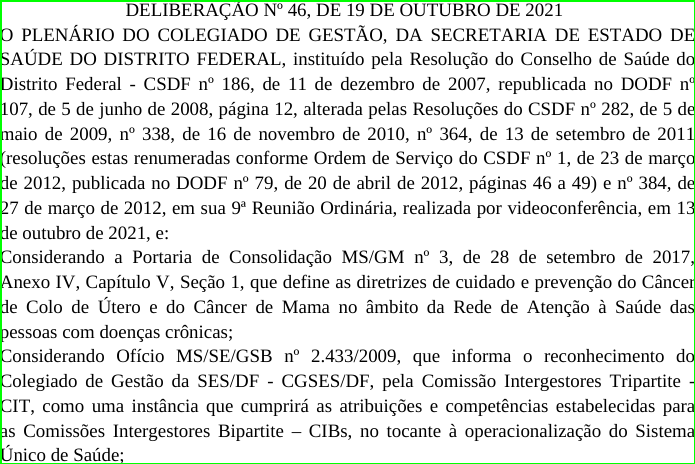 DELIBERAÇÃO Nº 46, DE 19 DE OUTUBRO DE 2021
O PLENÁRIO DO COLEGIADO DE GESTÃO, DA SECRETARIA DE ESTADO DE
SAÚDE DO DISTRITO FEDERAL, instituído pela Resolução do Conselho de Saúde do
Distrito Federal - CSDF nº 186, de 11 de dezembro de 2007, republicada no DODF nº
107, de 5 de junho de 2008, página 12, alterada pelas Resoluções do CSDF nº 282, de 5 de
maio de 2009, nº 338, de 16 de novembro de 2010, nº 364, de 13 de setembro de 2011
(resoluções estas renumeradas conforme Ordem de Serviço do CSDF nº 1, de 23 de março
de 2012, publicada no DODF nº 79, de 20 de abril de 2012, páginas 46 a 49) e nº 384, de
27 de março de 2012, em sua 9ª Reunião Ordinária, realizada por videoconferência, em 13
de outubro de 2021, e:
Considerando a Portaria de Consolidação MS/GM nº 3, de 28 de setembro de 2017,
Anexo IV, Capítulo V, Seção 1, que define as diretrizes de cuidado e prevenção do Câncer
de Colo de Útero e do Câncer de Mama no âmbito da Rede de Atenção à Saúde das
pessoas com doenças crônicas;
Considerando Ofício MS/SE/GSB nº 2.433/2009, que informa o reconhecimento do
Colegiado de Gestão da SES/DF - CGSES/DF, pela Comissão Intergestores Tripartite -
CIT, como uma instância que cumprirá as atribuições e competências estabelecidas para
as Comissões Intergestores Bipartite – CIBs, no tocante à operacionalização do Sistema
Único de Saúde;